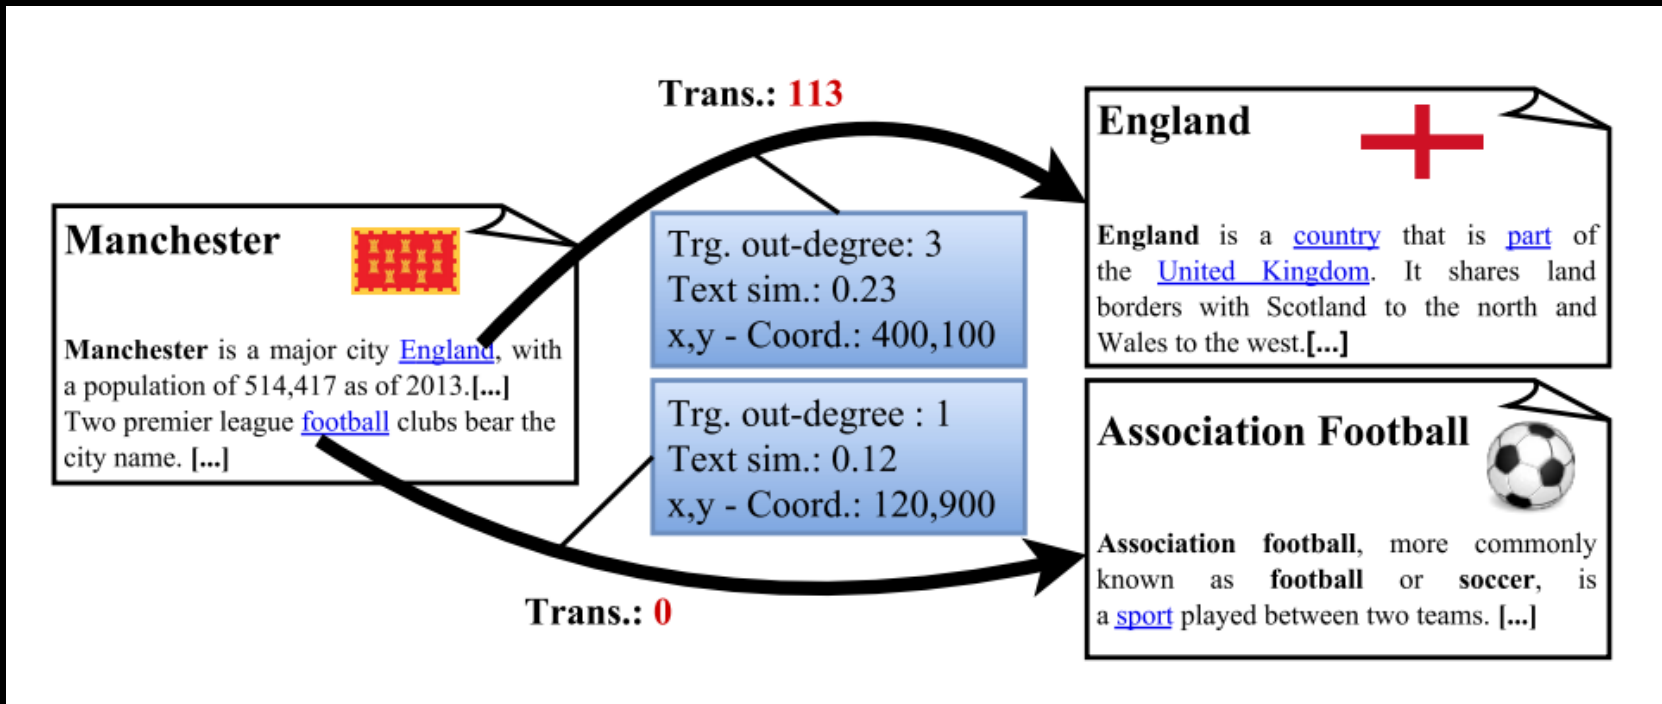 Trans.: 113
Manchester
Manchester is a major city England, with
a population of 514,417 as of 2013.[...]
Two premier league football clubs bear the
city name. [...]
Trg. out-degree: 3
Text sim.: 0.23
x,y - Coord.: 400,100
Trg. out-degree : 1
Text sim.: 0.12
x,y - Coord.: 120,900
Trans.: 0
England
England is a country that is part of
the United Kingdom. It shares land
borders with Scotland to the north and
Wales to the west.[...]
Association Football
Association football, more commonly
known as football or soccer, is
a sport played between two teams. [...]